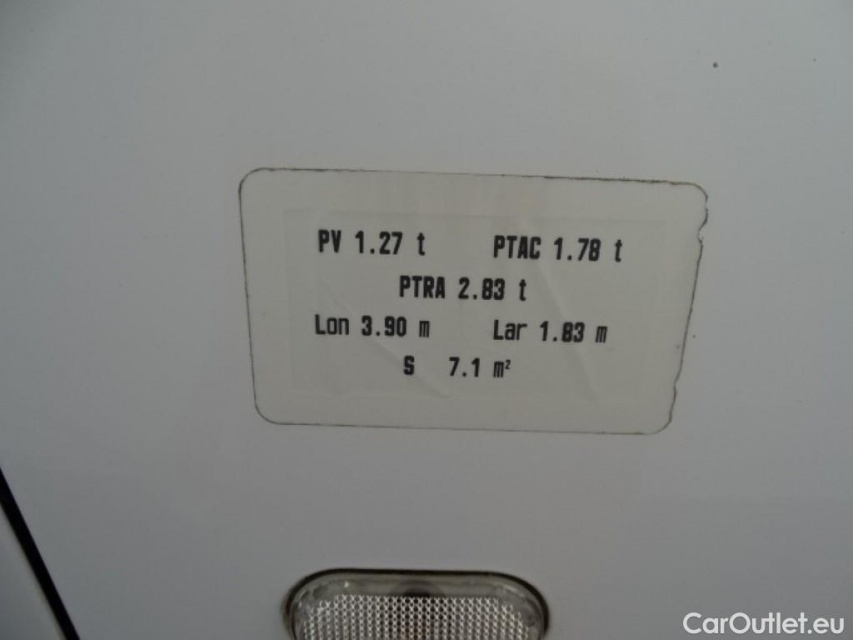 PV 1.27 t PTAC 1.78 t
PTRA 2.83 t
Lon 3.90 m Lar 1.83 m
S 7.1 m²
CarOutlet.eu